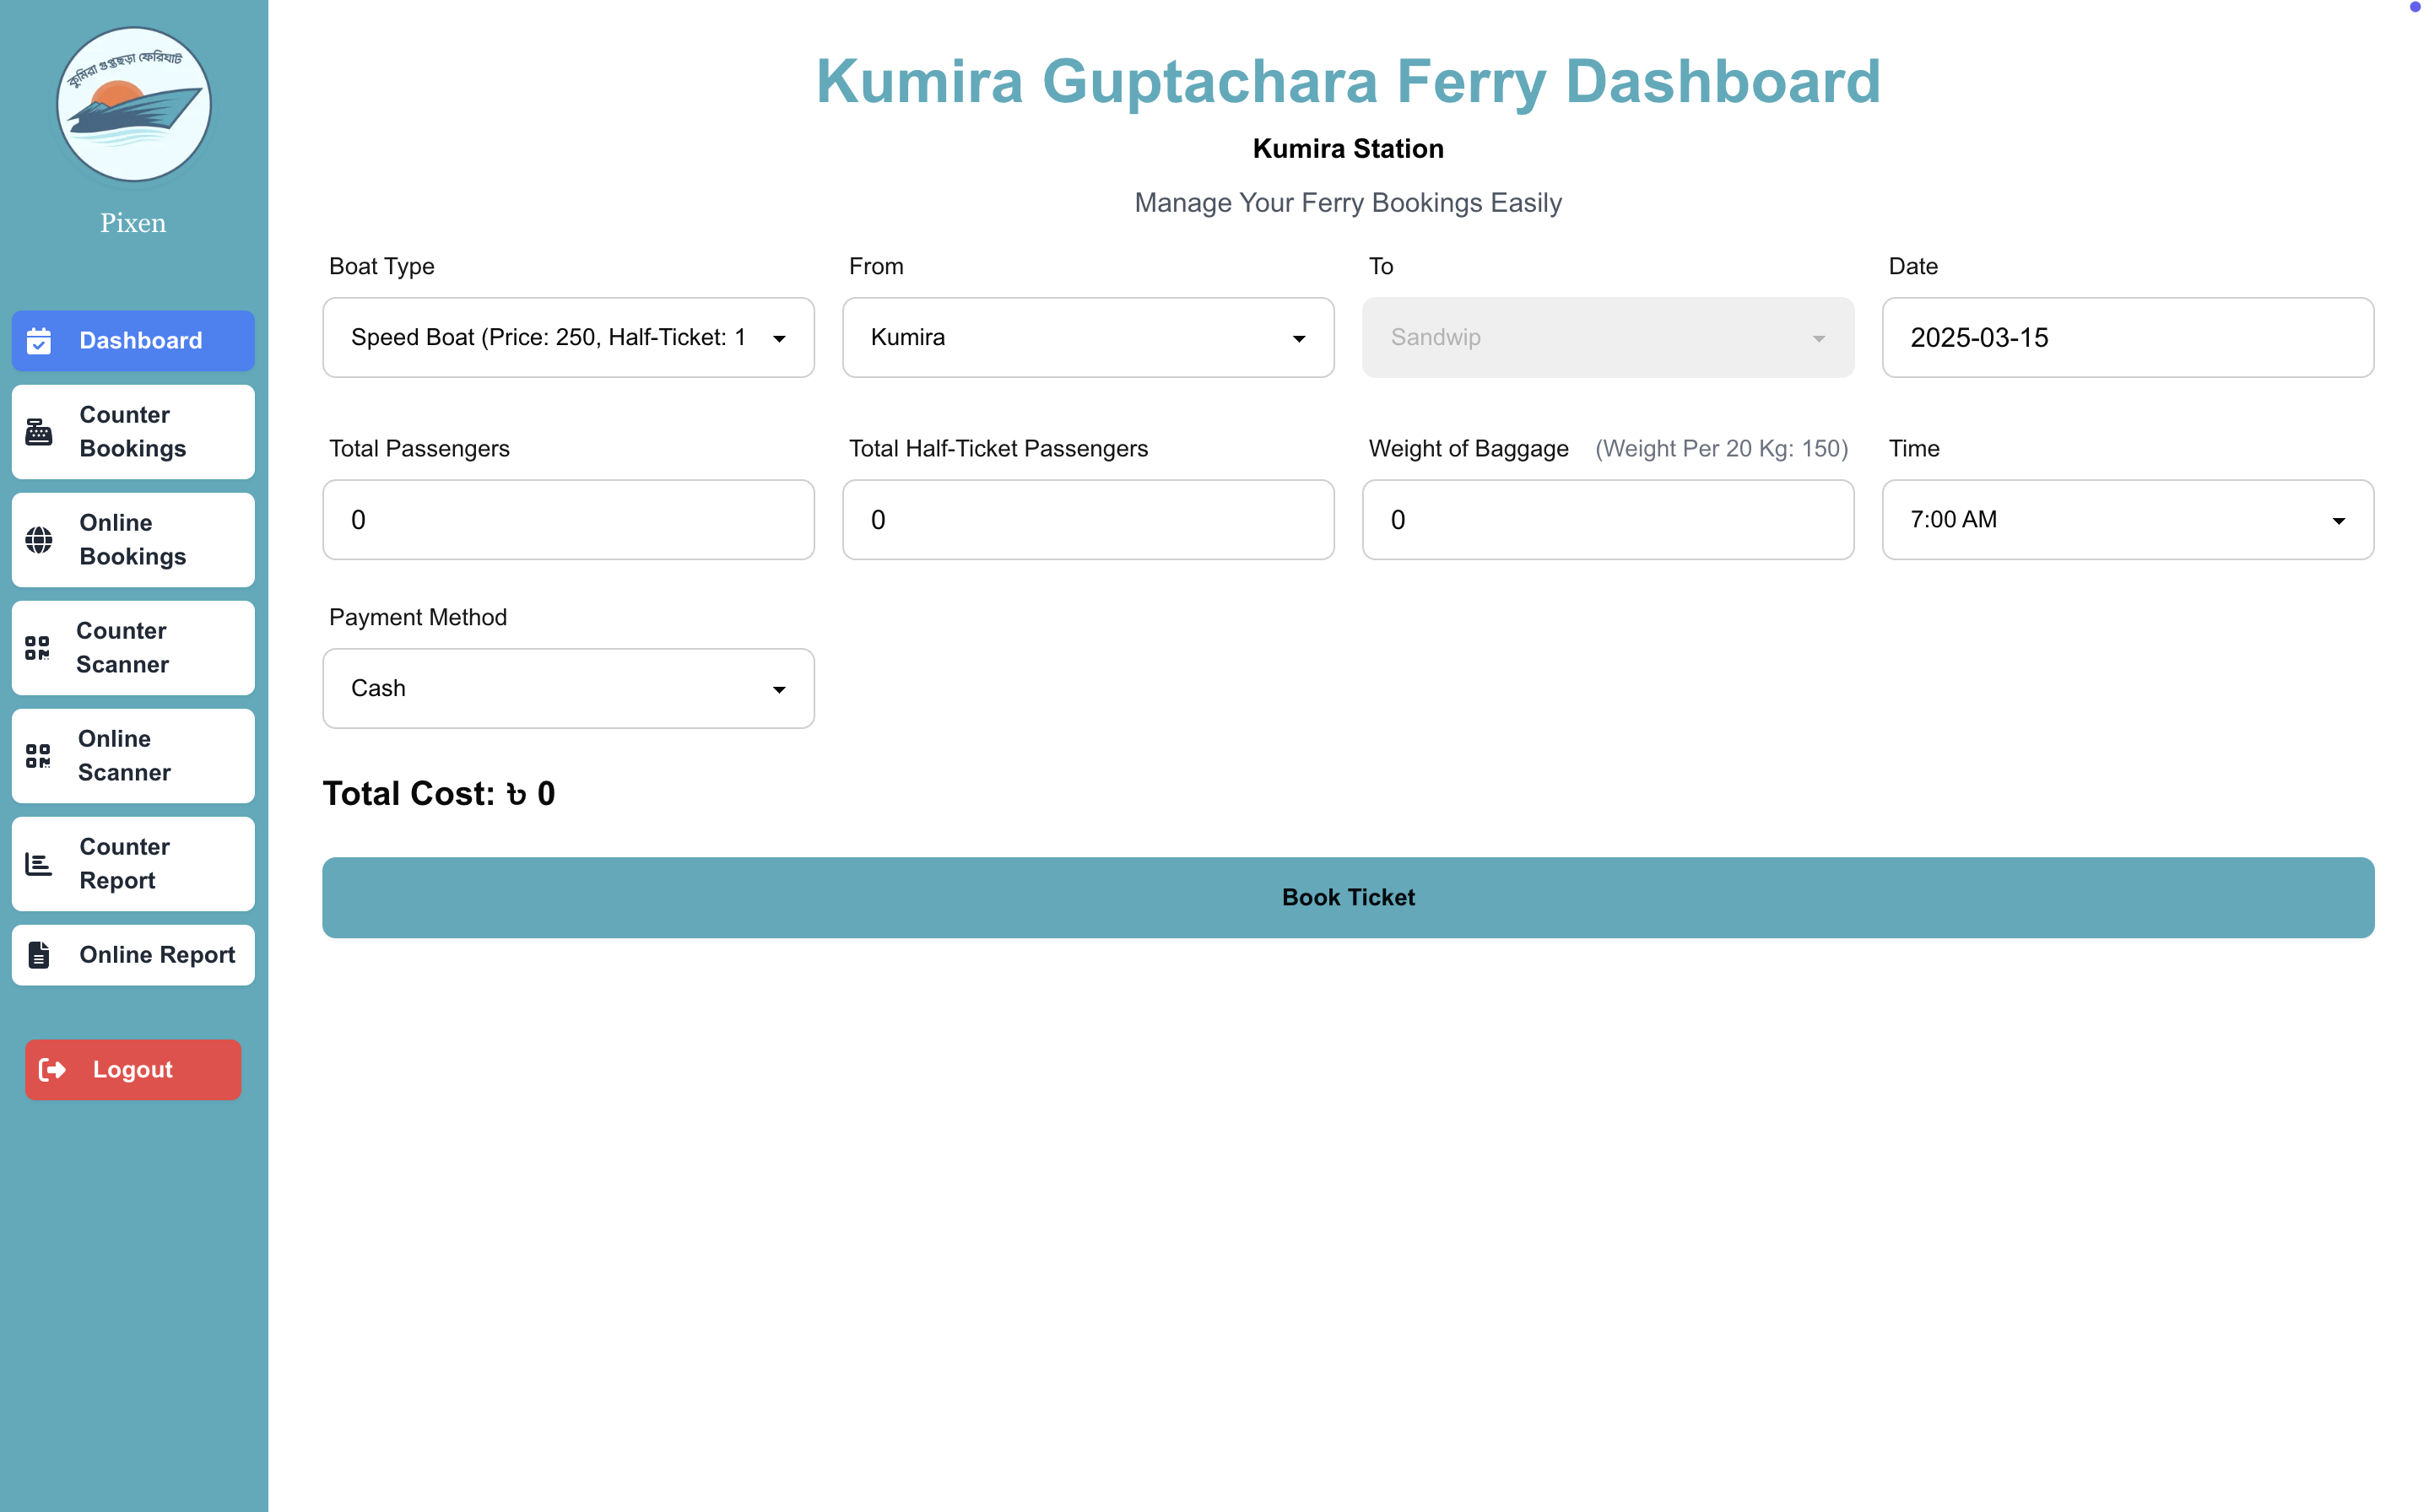 কুমিরা গুপ্তছড়া ফেরিঘাট
Pixen
Dashboard
Counter
Bookings
Online
Bookings
Counter
Scanner
Online
Scanner
Counter
Report
Online Report
Logout
Kumira Guptachara Ferry Dashboard
Kumira Station
Manage Your Ferry Bookings Easily
Boat Type
From
To
Date
Speed Boat (Price: 250, Half-Ticket: 1
Kumira
Sandwip
2025-03-15
Total Passengers
Total Half-Ticket Passengers
Weight of Baggage (Weight Per 20 Kg: 150)
Time
0
0
0
7:00 AM
Payment Method
Cash
Total Cost: ৳ 0
Book Ticket